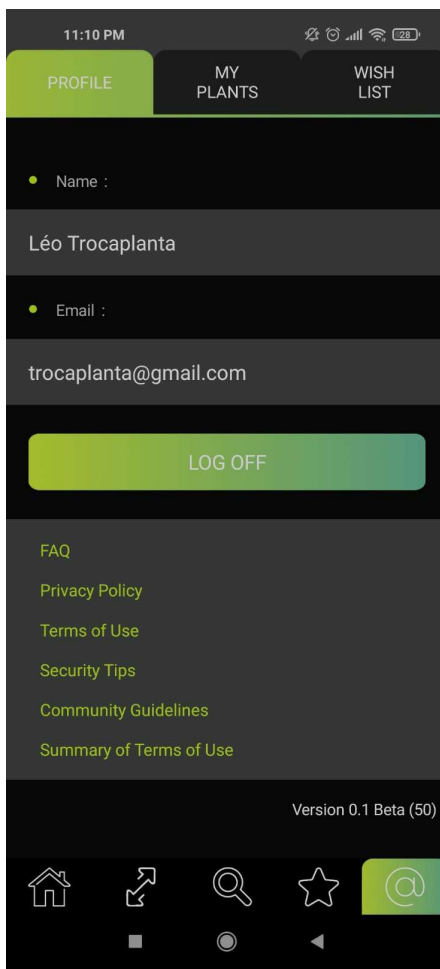 11:10 PM
28
PROFILE
MY
PLANTS
WISH
LIST
Name :
Léo Trocaplanta
Email :
trocaplanta@gmail.com
LOG OFF
FAQ
Privacy Policy
Terms of Use
Security Tips
Community Guidelines
Summary of Terms of Use
Version 0.1 Beta (50)
@